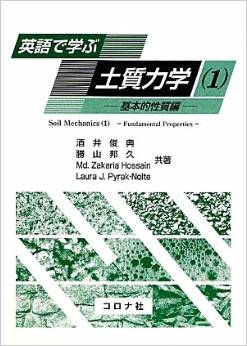 英語で学ぶ
土質力学(1)
—基本的性質編—
Soil Mechanics (1) – Fundamental Properties –
酒井俊典
勝山邦久
Md. Zakaria Hossain
Laura J. Pyrak-Nolte
共著
コロナ社